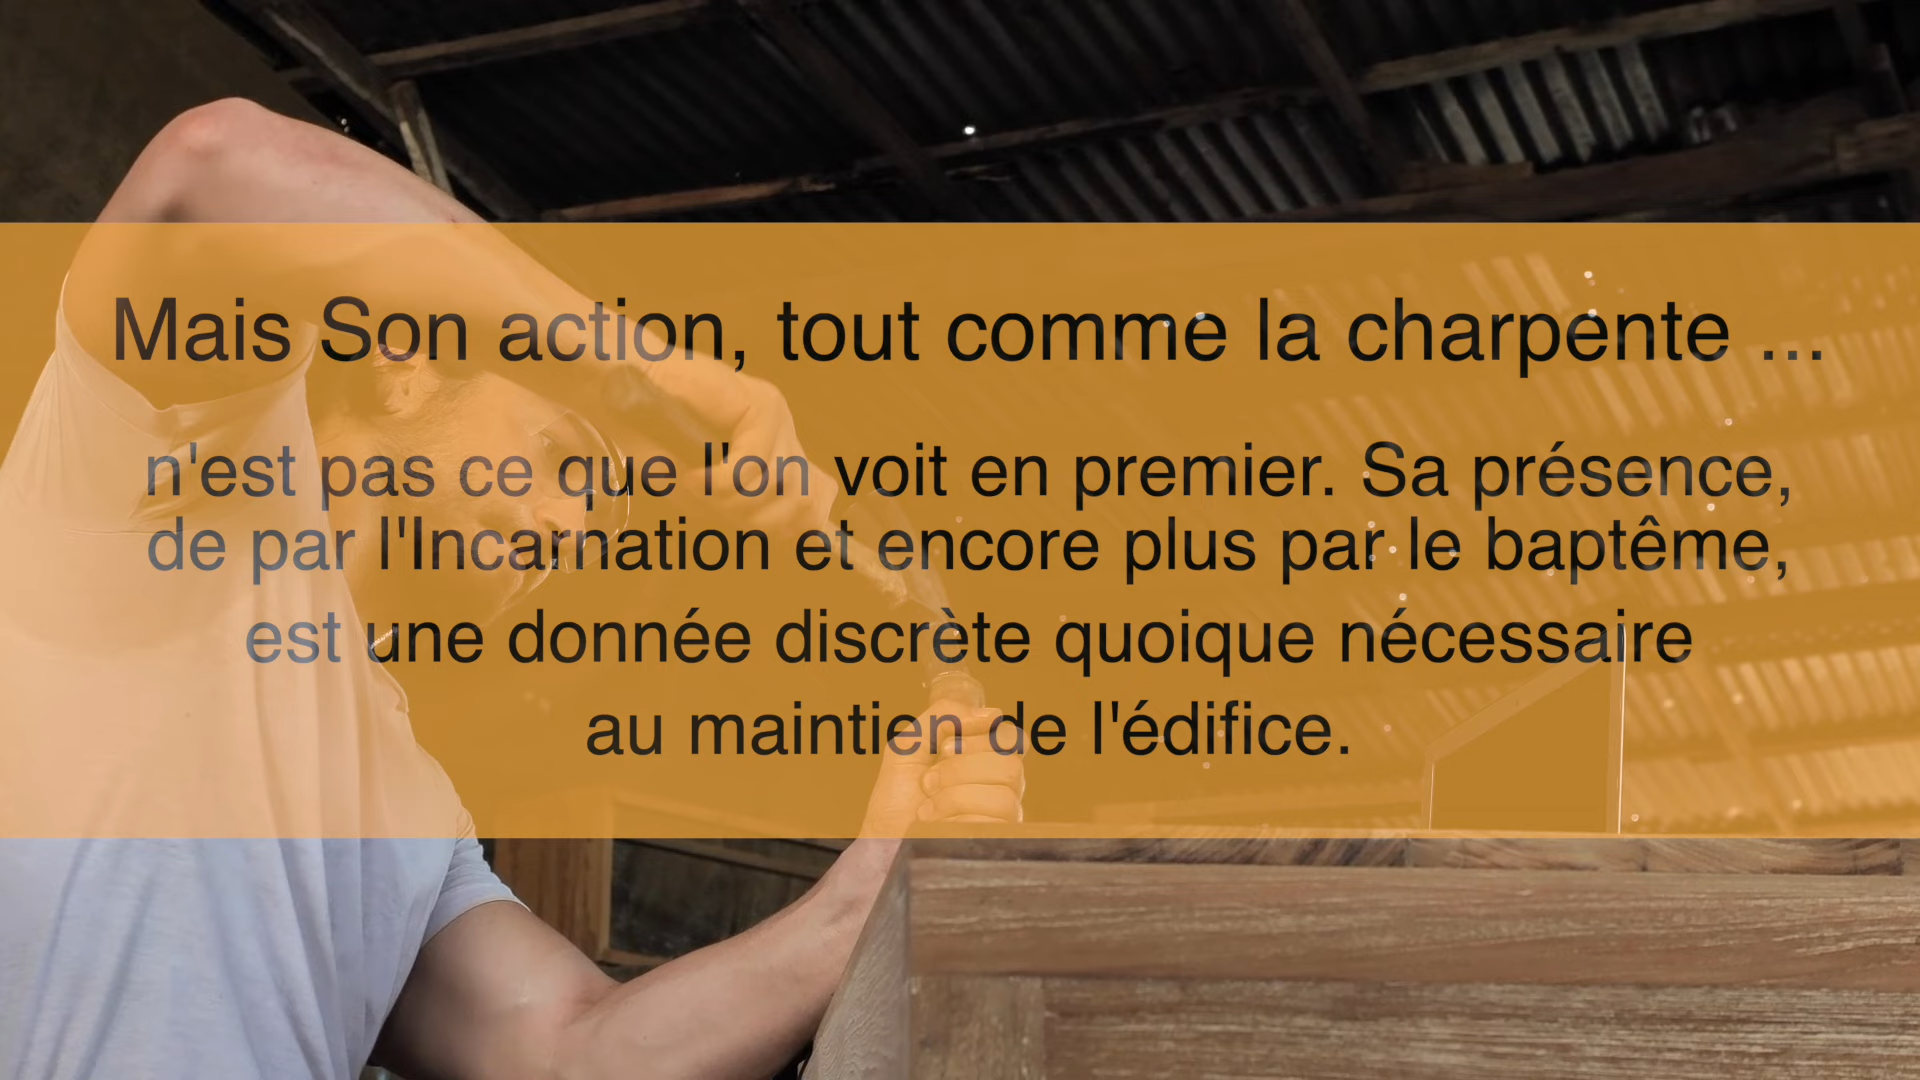 Mais Son action, tout comme la charpente ...
n'est pas ce que l'on voit en premier. Sa présence,
de par l'Incarnation et encore plus par le baptême,
est une donnée discrète quoique nécessaire
au maintien de l'édifice.